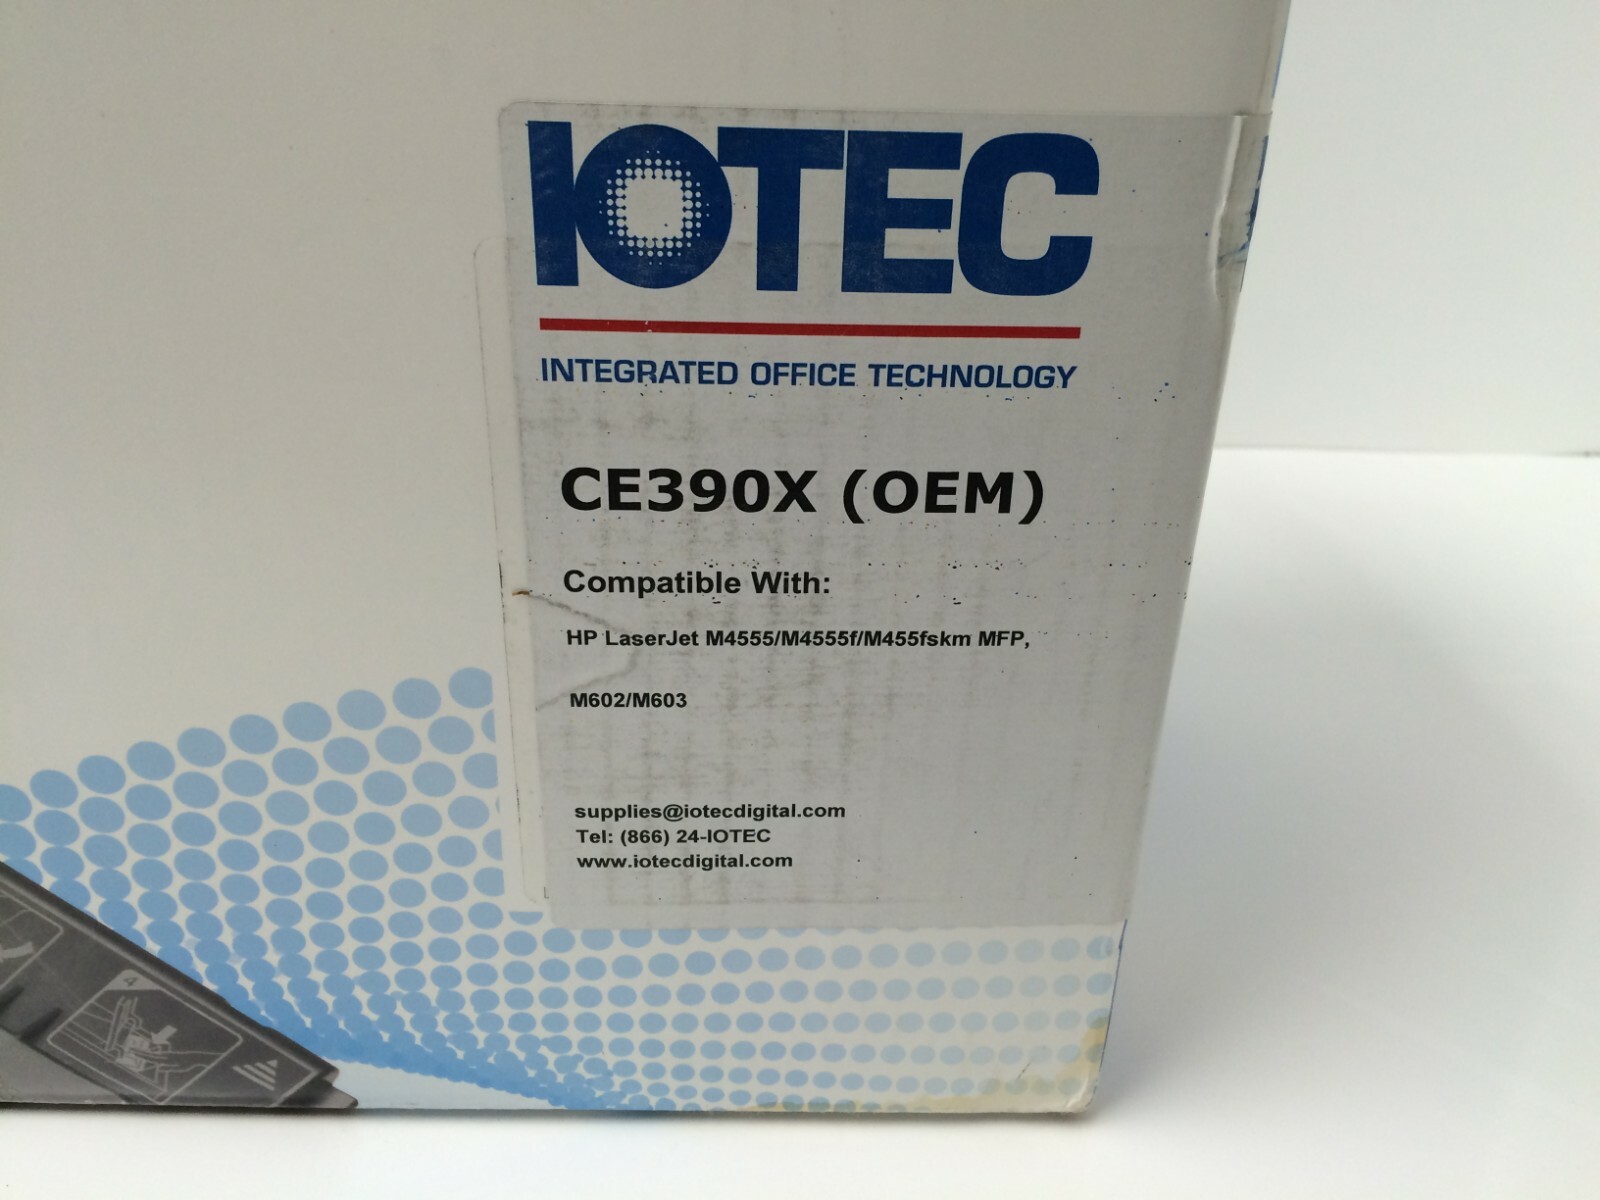 IOTEC
INTEGRATED OFFICE TECHNOLOGY
CE390X (OEM)
Compatible With:
HP LaserJet M4555/M4555f/M455fskm MFP,
M602/M603
supplies@iotecdigital.com
Tel: (866) 24-IOTEC
www.iotecdigital.com
4